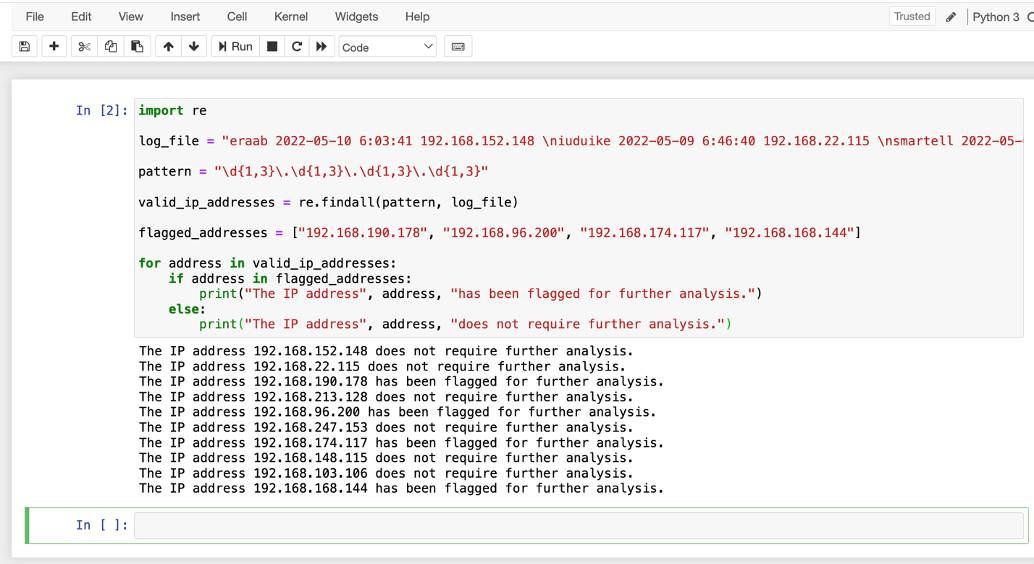 File Edit View Insert Cell Kernel Widgets Help Trusted Python 3
Run Code
In [2]: import re
log_file = "eraab 2022-05-10 6:03:41 192.168.152.148 \niuduike 2022-05-09 6:46:40 192.168.22.115 \nsmartell 2022-05-
pattern = "\d{1,3}\.\d{1,3}\.\d{1,3}\.\d{1,3}"
valid_ip_addresses = re.findall(pattern, log_file)
flagged_addresses = ["192.168.190.178", "192.168.96.200", "192.168.174.117", "192.168.168.144"]
for address in valid_ip_addresses:
    if address in flagged_addresses:
        print("The IP address", address, "has been flagged for further analysis.")
    else:
        print("The IP address", address, "does not require further analysis.")
The IP address 192.168.152.148 does not require further analysis.
The IP address 192.168.22.115 does not require further analysis.
The IP address 192.168.190.178 has been flagged for further analysis.
The IP address 192.168.213.128 does not require further analysis.
The IP address 192.168.96.200 has been flagged for further analysis.
The IP address 192.168.247.153 does not require further analysis.
The IP address 192.168.174.117 has been flagged for further analysis.
The IP address 192.168.148.115 does not require further analysis.
The IP address 192.168.103.106 does not require further analysis.
The IP address 192.168.168.144 has been flagged for further analysis.
In [ ]: